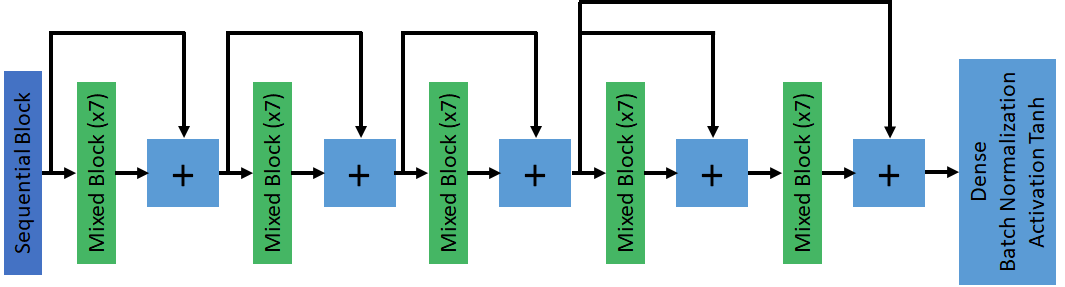 Sequential Block
Mixed Block (x7)
+
Mixed Block (x7)
+
Mixed Block (x7)
+
Mixed Block (x7)
+
Mixed Block (x7)
+
Dense
Batch Normalization
Activation Tanh